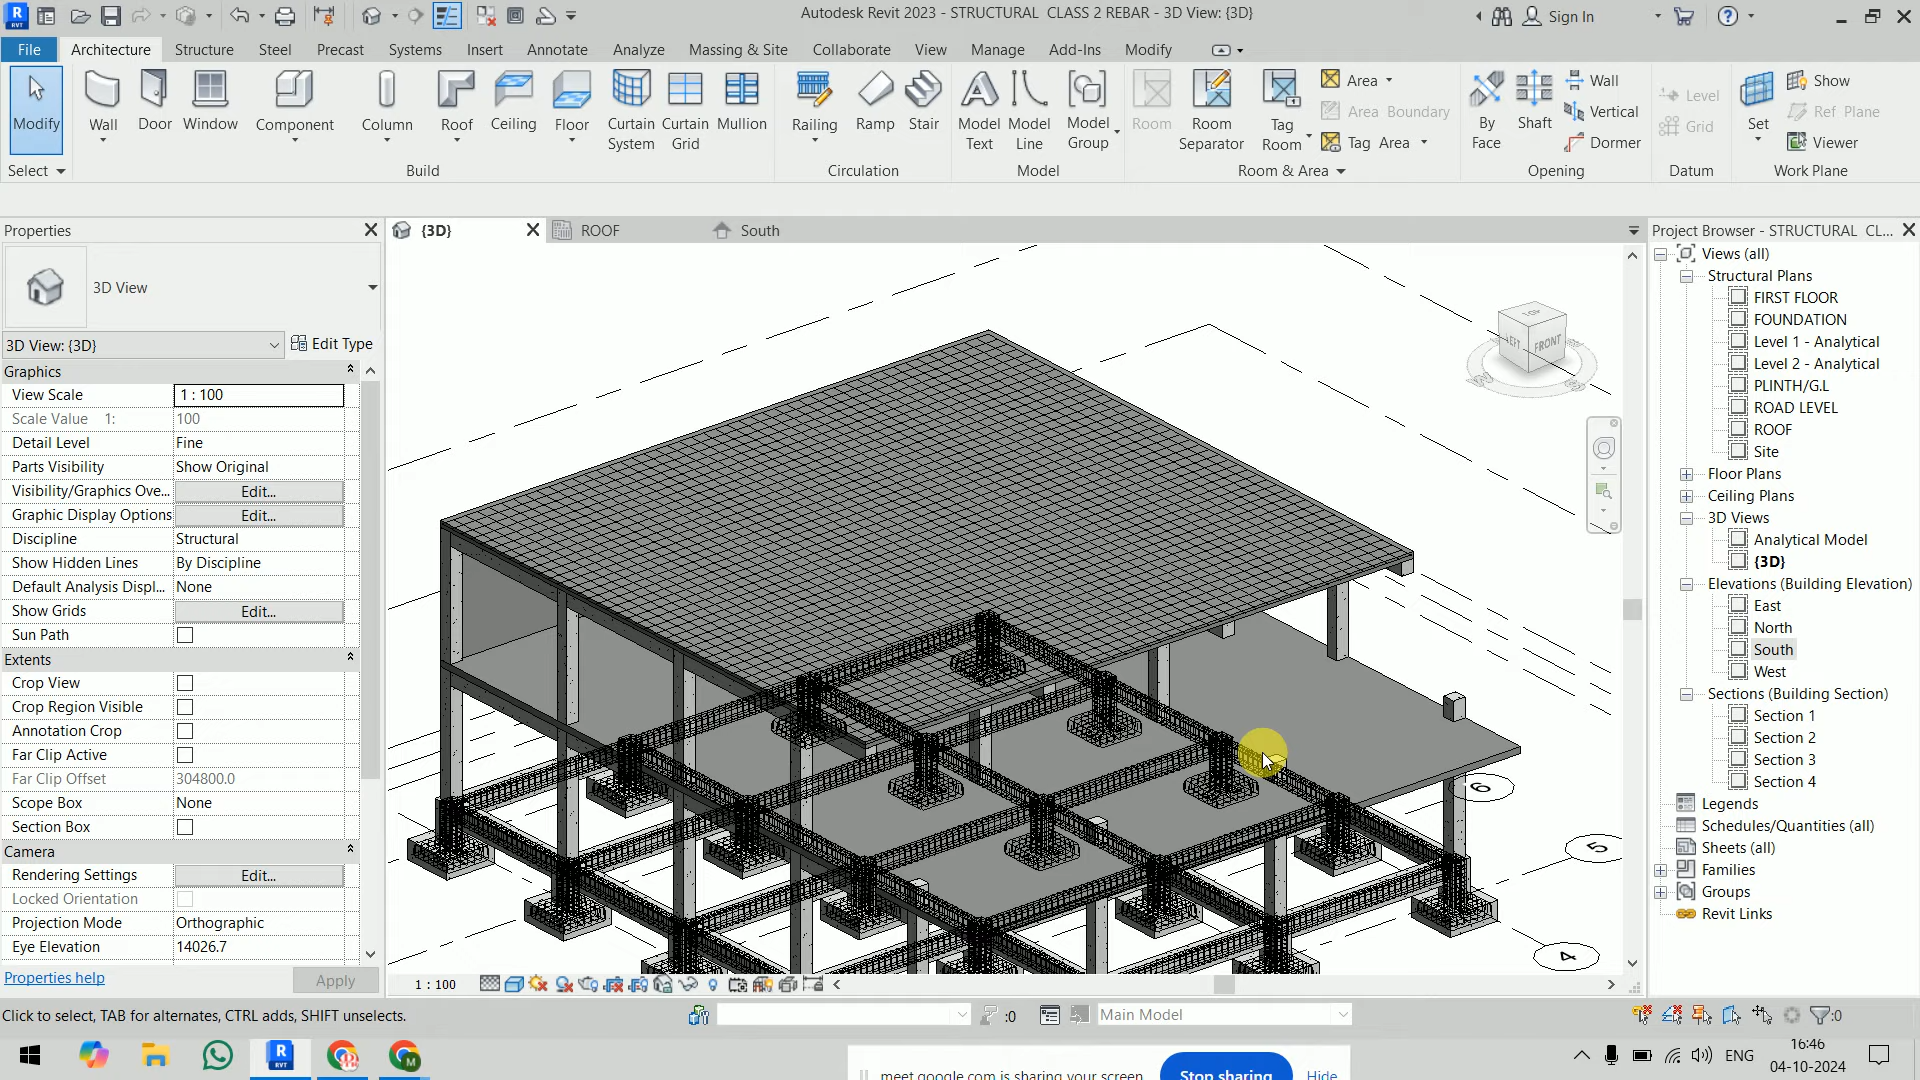 Autodesk Revit 2023 - STRUCTURAL CLASS 2 REBAR - 3D View: {3D}
Sign In
File
Architecture
Structure
Steel
Precast
Systems
Insert
Annotate
Analyze
Massing & Site
Collaborate
View
Manage
Add-Ins
Modify
Modify
Wall
Door
Window
Component
Column
Roof
Ceiling
Floor
Curtain System
Curtain Grid
Mullion
Railing
Ramp
Stair
Model Text
Model Line
Model Group
Room
Room Separator
Tag Room
Area
Area Boundary
Tag Area
By Face
Shaft
Wall
Vertical
Dormer
Level
Grid
Set
Show
Ref Plane
Viewer
Select
Build
Circulation
Model
Room & Area
Opening
Datum
Work Plane
Properties
3D View
3D View: {3D}
Edit Type
Graphics
View Scale 1 : 100
Scale Value 1: 100
Detail Level Fine
Parts Visibility Show Original
Visibility/Graphics Ove... Edit...
Graphic Display Options Edit...
Discipline Structural
Show Hidden Lines By Discipline
Default Analysis Displ... None
Show Grids Edit...
Sun Path
Extents
Crop View
Crop Region Visible
Annotation Crop
Far Clip Active
Far Clip Offset 304800.0
Scope Box None
Section Box
Camera
Rendering Settings Edit...
Locked Orientation
Projection Mode Orthographic
Eye Elevation 14026.7
Properties help
Apply
{3D}
ROOF
South
FRONT
6
5
4
1 : 100
Project Browser - STRUCTURAL CL...
Views (all)
Structural Plans
FIRST FLOOR
FOUNDATION
Level 1 - Analytical
Level 2 - Analytical
PLINTH/G.L
ROAD LEVEL
ROOF
Site
Floor Plans
Ceiling Plans
3D Views
Analytical Model
{3D}
Elevations (Building Elevation)
East
North
South
West
Sections (Building Section)
Section 1
Section 2
Section 3
Section 4
Legends
Schedules/Quantities (all)
Sheets (all)
Families
Groups
Revit Links
Click to select, TAB for alternates, CTRL adds, SHIFT unselects.
:0
Main Model
:0
meet.google.com is sharing your screen.
Stop sharing
Hide
ENG
16:46
04-10-2024